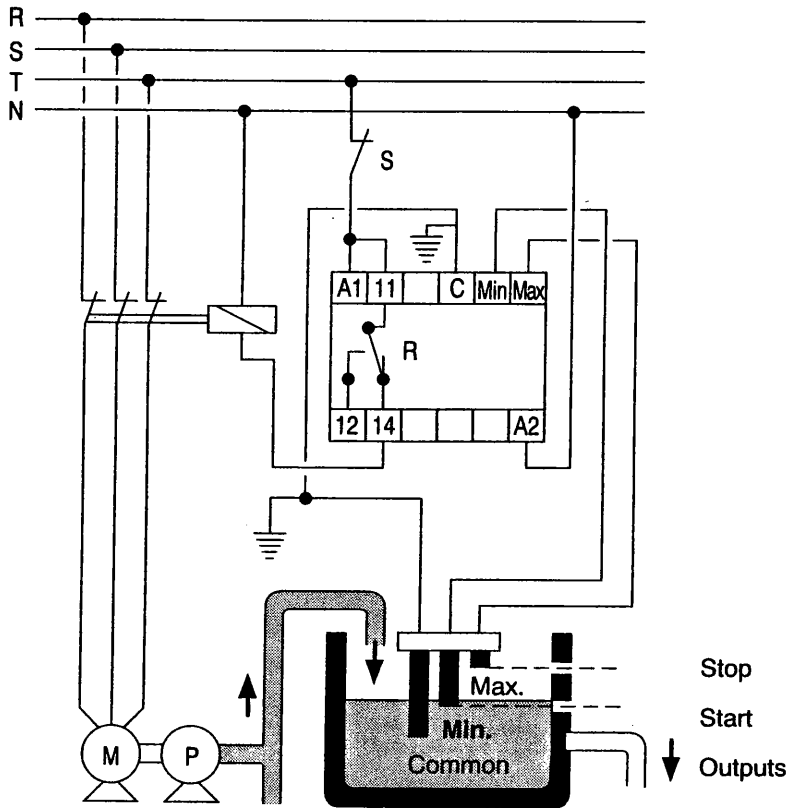 R
S
T
N
S
A1 11 C Min Max
R
12 14 A2
Max.
Stop
Min.
Start
Common
M P
Outputs